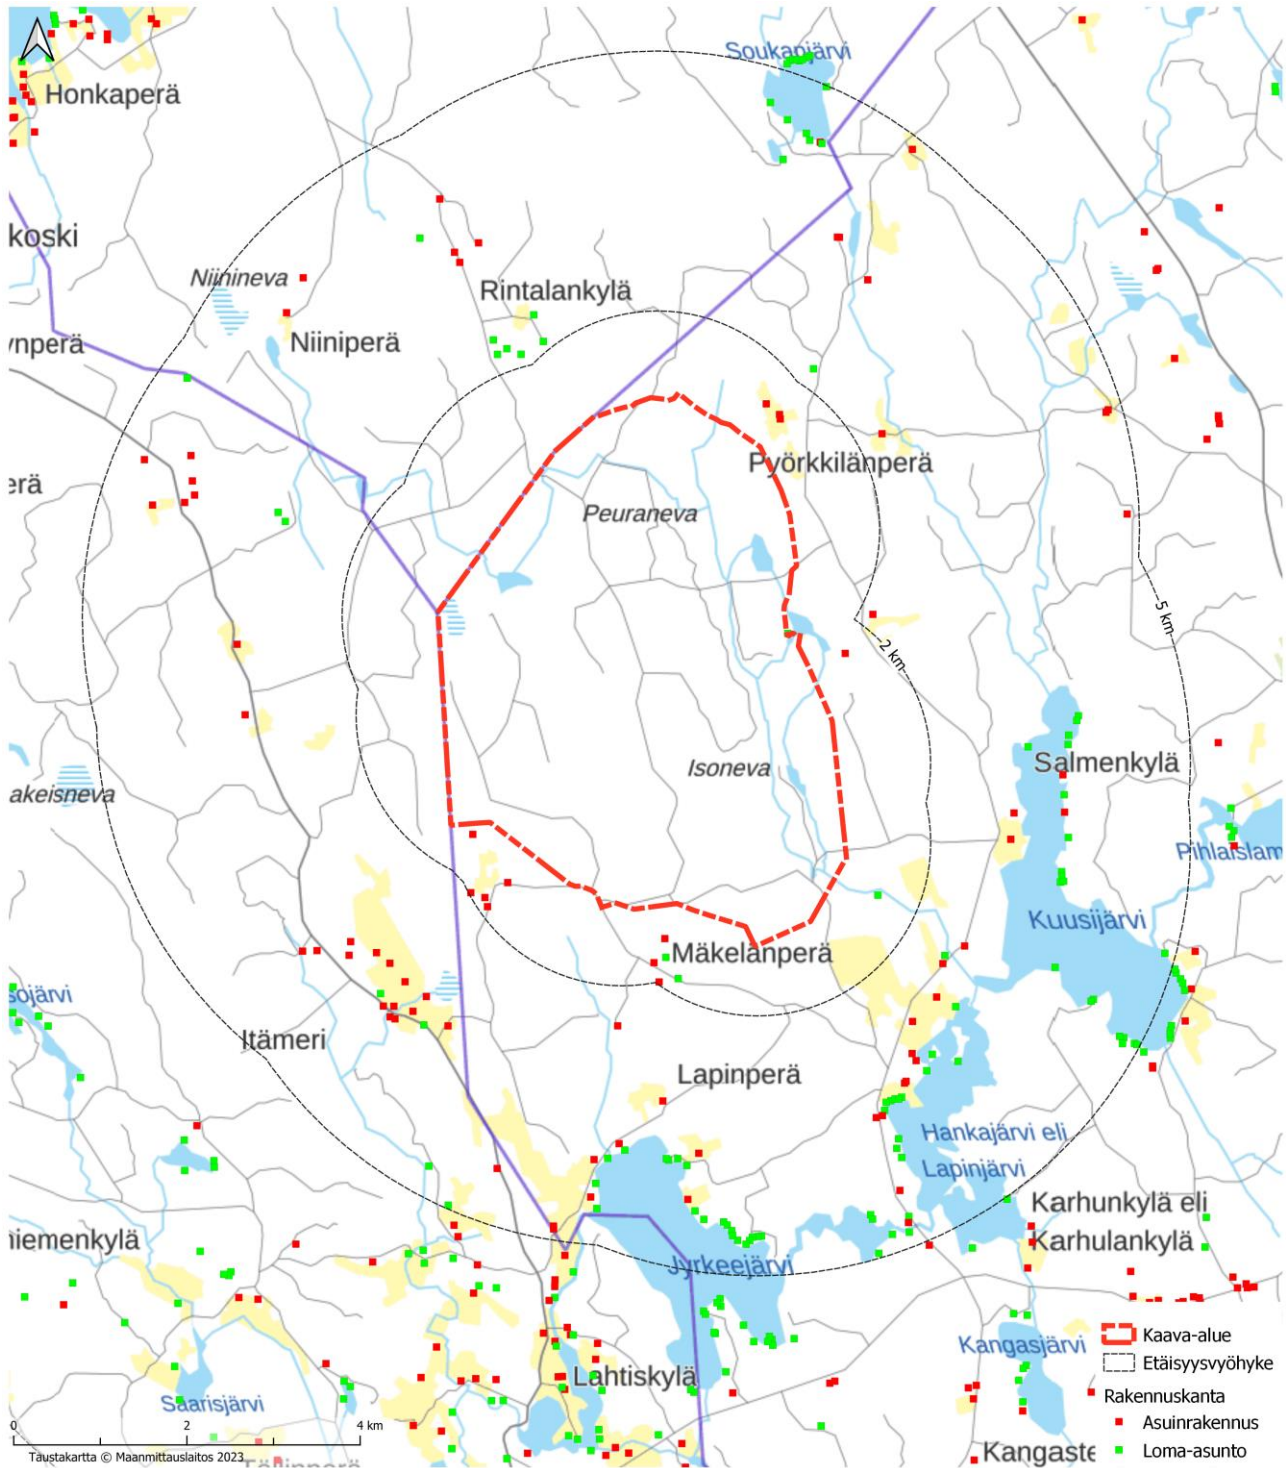 Soukanjärvi
Honkaperä
koski
Niinineva
Rintalankylä
ynperä
Niiniperä
Pyörkkilänperä
erä
Peuraneva
5 km
2 km
Isoneva
Salmenkylä
akeisneva
Pihlaislam
Kuusijärvi
Mäkelänperä
sojärvi
Itämeri
Lapinperä
Hankajärvi eli
Lapinjärvi
Karhunkylä eli
Karhulankylä
niemenkylä
Jyrkeejärvi
Kangasjärvi
Lahtiskylä
Saarisjärvi
Kangaste
Kaava-alue
Etäisyysvyöhyke
Rakennuskanta
Asuinrakennus
Loma-asunto
0 2 4 km
Taustakartta © Maanmittauslaitos 2023